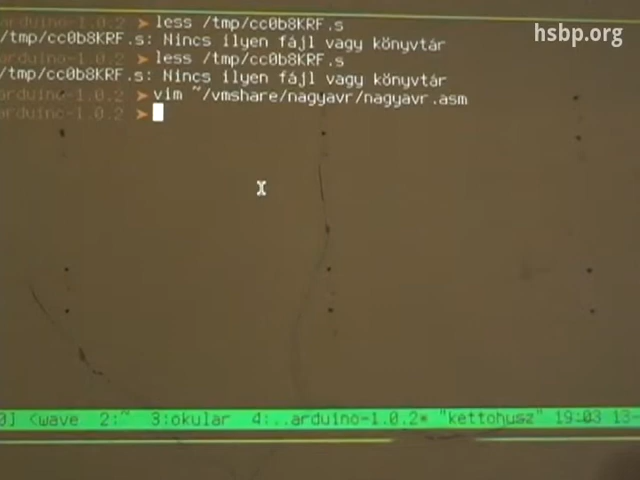 arduino-1.0.2 ➤ less /tmp/cc0b8KRF.s
/tmp/cc0b8KRF.s: Nincs ilyen fájl vagy könyvtár
arduino-1.0.2 ➤ less /tmp/cc0b8KRF.s
/tmp/cc0b8KRF.s: Nincs ilyen fájl vagy könyvtár
arduino-1.0.2 ➤ vim ~/vmshare/nagyavr/nagyavr.asm
arduino-1.0.2 ➤
0] <wave 2:~ 3:okular 4:..arduino-1.0.2* "kettohusz" 19:03 13-
hsbp.org